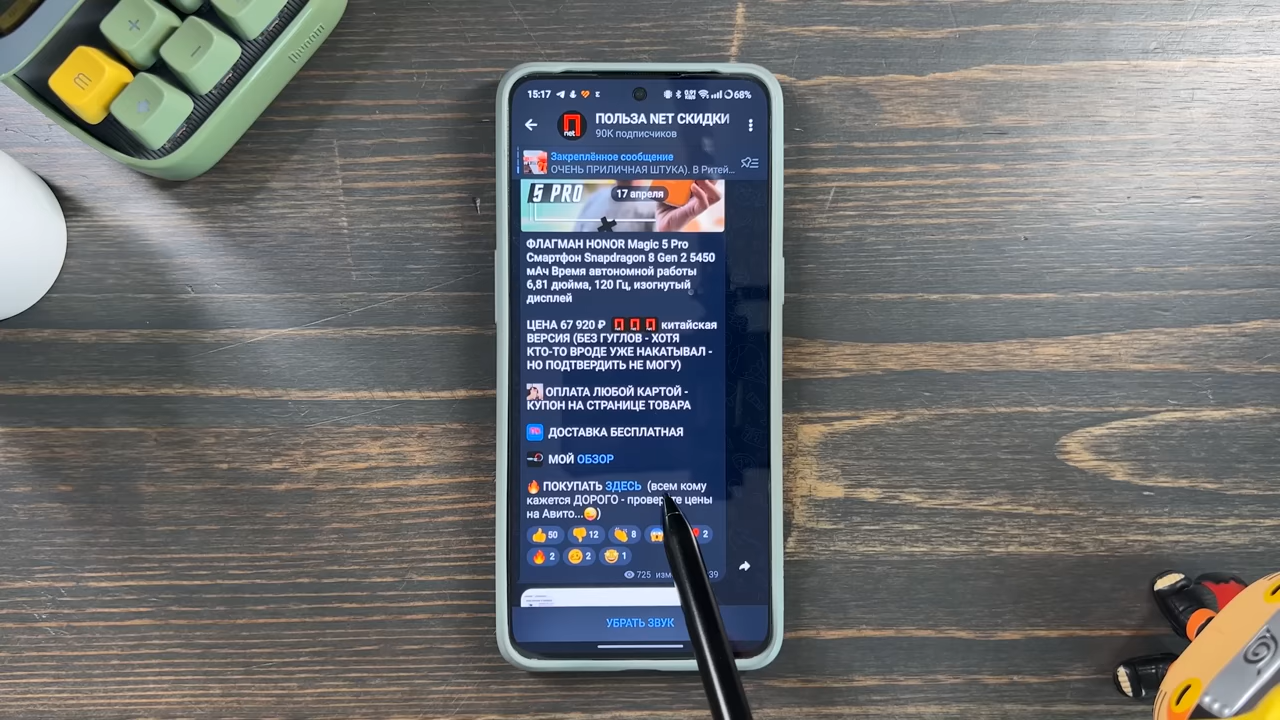 15:17
68%
ПОЛЬЗА NET СКИДКИ
90K подписчиков
Закреплённое сообщение
ОЧЕНЬ ПРИЛИЧНАЯ ШТУКА). В Ритей...
5 PRO
17 апреля
ФЛАГМАН HONOR Magic 5 Pro
Смартфон Snapdragon 8 Gen 2 5450
мАч Время автономной работы
6,81 дюйма, 120 Гц, изогнутый
дисплей
ЦЕНА 67 920 ₽ китайская
ВЕРСИЯ (БЕЗ ГУГЛОВ - ХОТЯ
КТО-ТО ВРОДЕ УЖЕ НАКАТЫВАЛ -
НО ПОДТВЕРДИТЬ НЕ МОГУ)
ОПЛАТА ЛЮБОЙ КАРТОЙ -
КУПОН НА СТРАНИЦЕ ТОВАРА
ДОСТАВКА БЕСПЛАТНАЯ
МОЙ ОБЗОР
ПОКУПАТЬ ЗДЕСЬ (всем кому
кажется ДОРОГО - цены
на Авито...)
50 12 8 2
2 2 1
725
УБРАТЬ ЗВУК